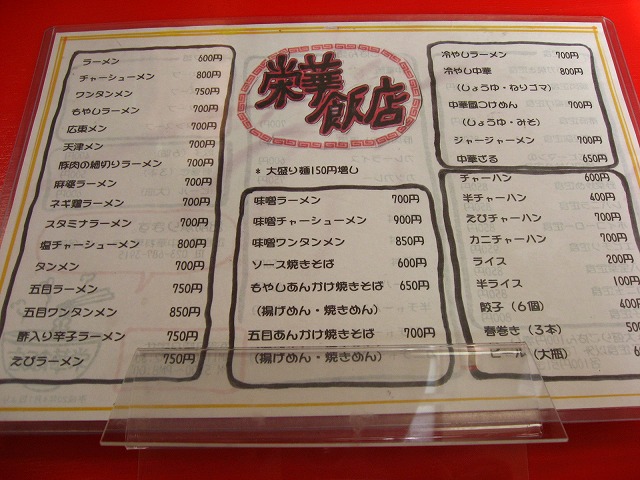 ラーメン 600円
チャーシューメン 800円
ワンタンメン 750円
もやしラーメン 700円
広東メン 700円
天津メン 700円
豚肉の細切りラーメン 700円
麻婆ラーメン 700円
ネギ鶏ラーメン 700円
スタミナラーメン 700円
塩チャーシューメン 800円
タンメン 700円
五目ラーメン 750円
五目ワンタンメン 850円
酢入り辛子ラーメン 750円
えびラーメン 750円
栄華飯店
* 大盛り麺150円増し
味噌ラーメン 700円
味噌チャーシューメン 900円
味噌ワンタンメン 850円
ソース焼きそば 600円
もやしあんかけ焼きそば 650円
(揚げめん・焼きめん)
五目あんかけ焼きそば 700円
(揚げめん・焼きめん)
冷やしラーメン 700円
冷やし中華 800円
(しょうゆ・ねりゴマ)
中華風つけめん 700円
(しょうゆ・みそ)
ジャージャーメン 700円
中華ざる 650円
チャーハン 600円
半チャーハン 400円
えびチャーハン 700円
カニチャーハン 700円
ライス 200円
半ライス 100円
餃子(6個) 400
春巻き(3本)
ビール(大瓶)